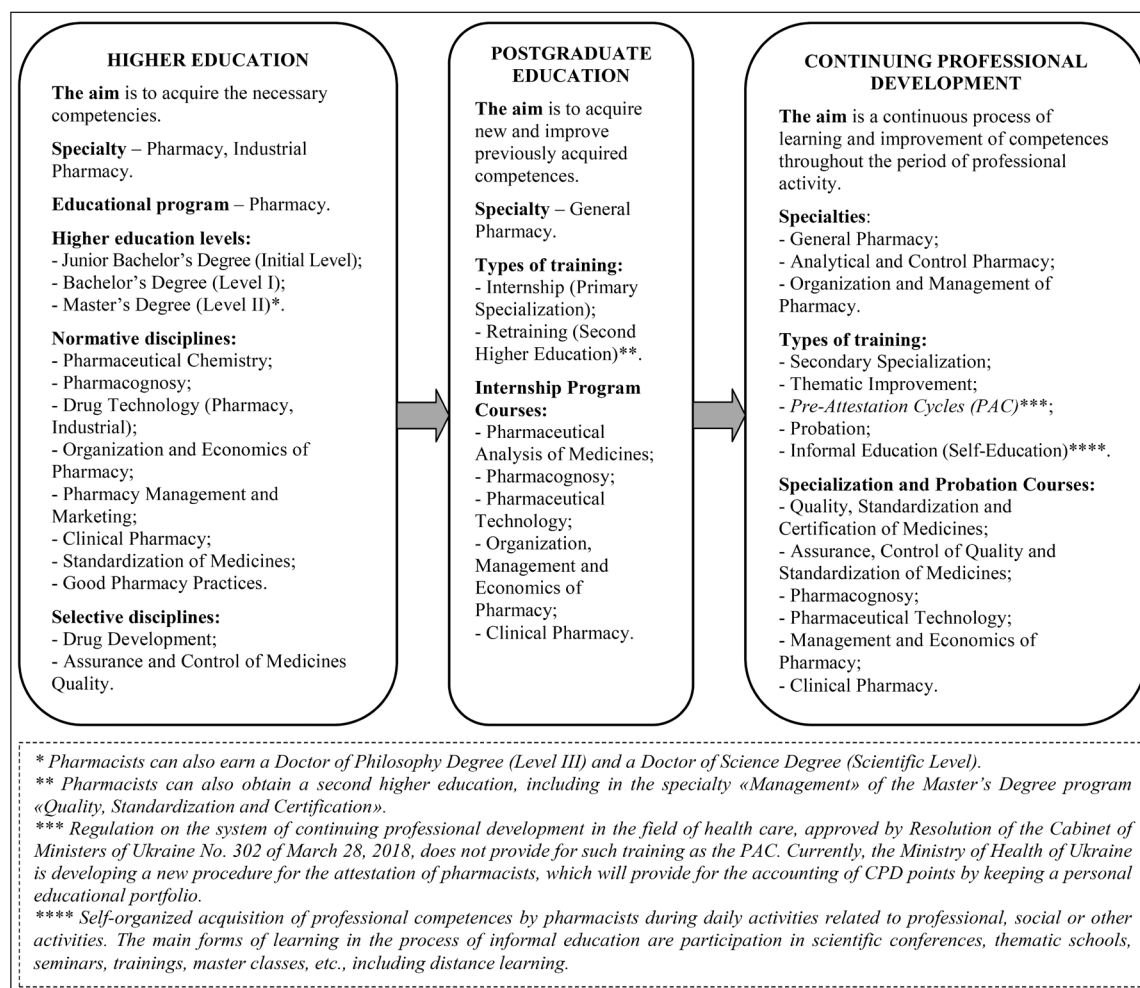 HIGHER EDUCATION
The aim is to acquire the necessary
competencies.
Specialty – Pharmacy, Industrial
Pharmacy.
Educational program – Pharmacy.
Higher education levels:
- Junior Bachelor’s Degree (Initial Level);
- Bachelor’s Degree (Level I);
- Master’s Degree (Level II)*.
Normative disciplines:
- Pharmaceutical Chemistry;
- Pharmacognosy;
- Drug Technology (Pharmacy,
Industrial);
- Organization and Economics of
Pharmacy;
- Pharmacy Management and
Marketing;
- Clinical Pharmacy;
- Standardization of Medicines;
- Good Pharmacy Practices.
Selective disciplines:
- Drug Development;
- Assurance and Control of Medicines
Quality.
POSTGRADUATE
EDUCATION
The aim is to acquire
new and improve
previously acquired
competences.
Specialty – General
Pharmacy.
Types of training:
- Internship (Primary
Specialization);
- Retraining (Second
Higher Education)**.
Internship Program
Courses:
- Pharmaceutical
Analysis of Medicines;
- Pharmacognosy;
- Pharmaceutical
Technology;
- Organization,
Management and
Economics of
Pharmacy;
- Clinical Pharmacy.
CONTINUING PROFESSIONAL
DEVELOPMENT
The aim is a continuous process of
learning and improvement of competences
throughout the period of professional
activity.
Specialties:
- General Pharmacy;
- Analytical and Control Pharmacy;
- Organization and Management of
Pharmacy.
Types of training:
- Secondary Specialization;
- Thematic Improvement;
- Pre-Attestation Cycles (PAC)***;
- Probation;
- Informal Education (Self-Education)****.
Specialization and Probation Courses:
- Quality, Standardization and
Certification of Medicines;
- Assurance, Control of Quality and
Standardization of Medicines;
- Pharmacognosy;
- Pharmaceutical Technology;
- Management and Economics of
Pharmacy;
- Clinical Pharmacy.
* Pharmacists can also earn a Doctor of Philosophy Degree (Level III) and a Doctor of Science Degree (Scientific Level).
** Pharmacists can also obtain a second higher education, including in the specialty «Management» of the Master’s Degree program
«Quality, Standardization and Certification».
*** Regulation on the system of continuing professional development in the field of health care, approved by Resolution of the Cabinet of
Ministers of Ukraine No. 302 of March 28, 2018, does not provide for such training as the PAC. Currently, the Ministry of Health of Ukraine
is developing a new procedure for the attestation of pharmacists, which will provide for the accounting of CPD points by keeping a personal
educational portfolio.
**** Self-organized acquisition of professional competences by pharmacists during daily activities related to professional, social or other
activities. The main forms of learning in the process of informal education are participation in scientific conferences, thematic schools,
seminars, trainings, master classes, etc., including distance learning.